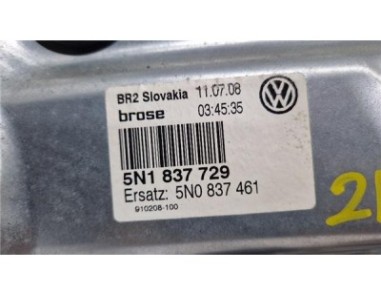 BR2 Slovakia 11.07.08
brose 03:45:35
5N1 837 729
Ersatz: 5N0 837 461
910208-100